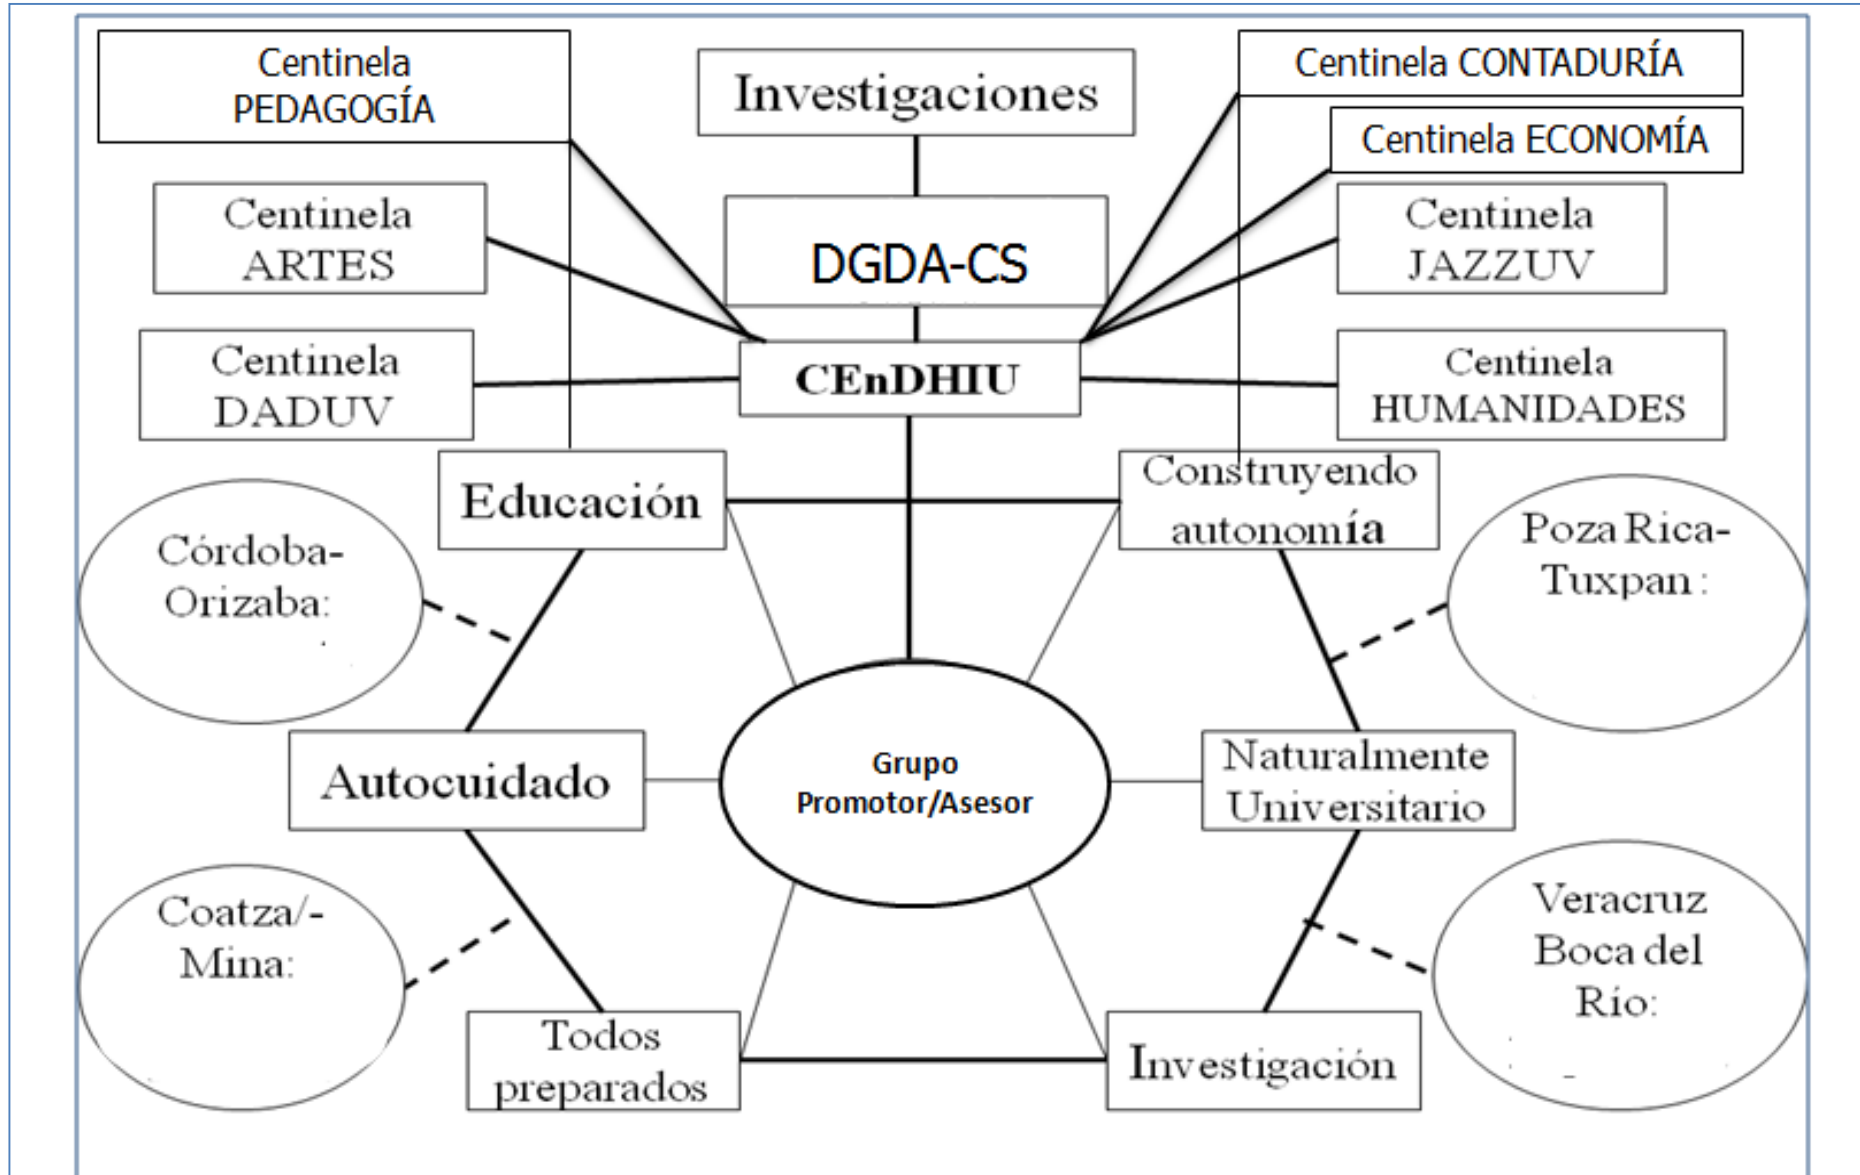 Centinela
PEDAGOGÍA
Investigaciones
Centinela CONTADURÍA
Centinela ECONOMÍA
Centinela
ARTES
DGDA-CS
Centinela
JAZZUV
Centinela
DADUV
CEnDHIU
Centinela
HUMANIDADES
Educación
Construyendo
autonomía
Córdoba-
Orizaba:
Poza Rica-
Tuxpan :
Autocuidado
Grupo
Promotor/Asesor
Naturalmente
Universitario
Coatza/-
Mina:
Veracruz
Boca del
Río:
Todos
preparados
Investigación